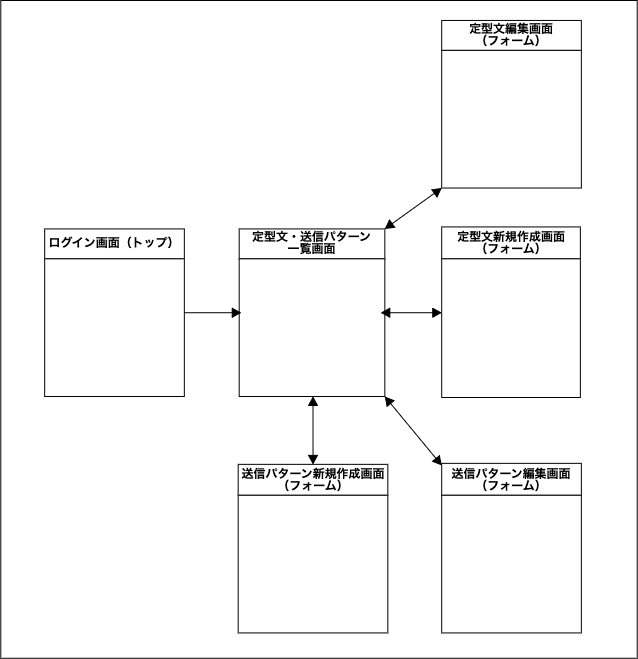 定型文編集画面
（フォーム）
ログイン画面（トップ）
定型文・送信パターン
一覧画面
定型文新規作成画面
（フォーム）
送信パターン新規作成画面
（フォーム）
送信パターン編集画面
（フォーム）